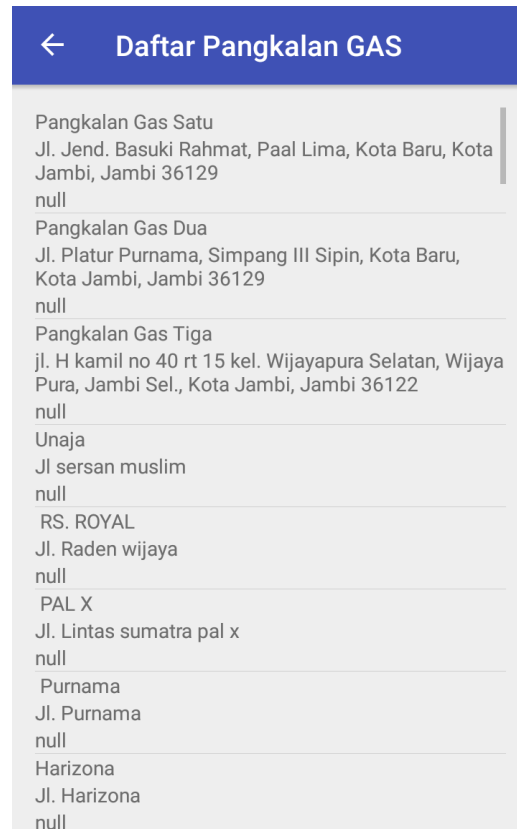 Daftar Pangkalan GAS
Pangkalan Gas Satu
Jl. Jend. Basuki Rahmat, Paal Lima, Kota Baru, Kota
Jambi, Jambi 36129
null
Pangkalan Gas Dua
Jl. Platur Purnama, Simpang III Sipin, Kota Baru,
Kota Jambi, Jambi 36129
null
Pangkalan Gas Tiga
jl. H kamil no 40 rt 15 kel. Wijayapura Selatan, Wijaya
Pura, Jambi Sel., Kota Jambi, Jambi 36122
null
Unaja
Jl sersan muslim
null
RS. ROYAL
Jl. Raden wijaya
null
PAL X
Jl. Lintas sumatra pal x
null
Purnama
Jl. Purnama
null
Harizona
Jl. Harizona
null